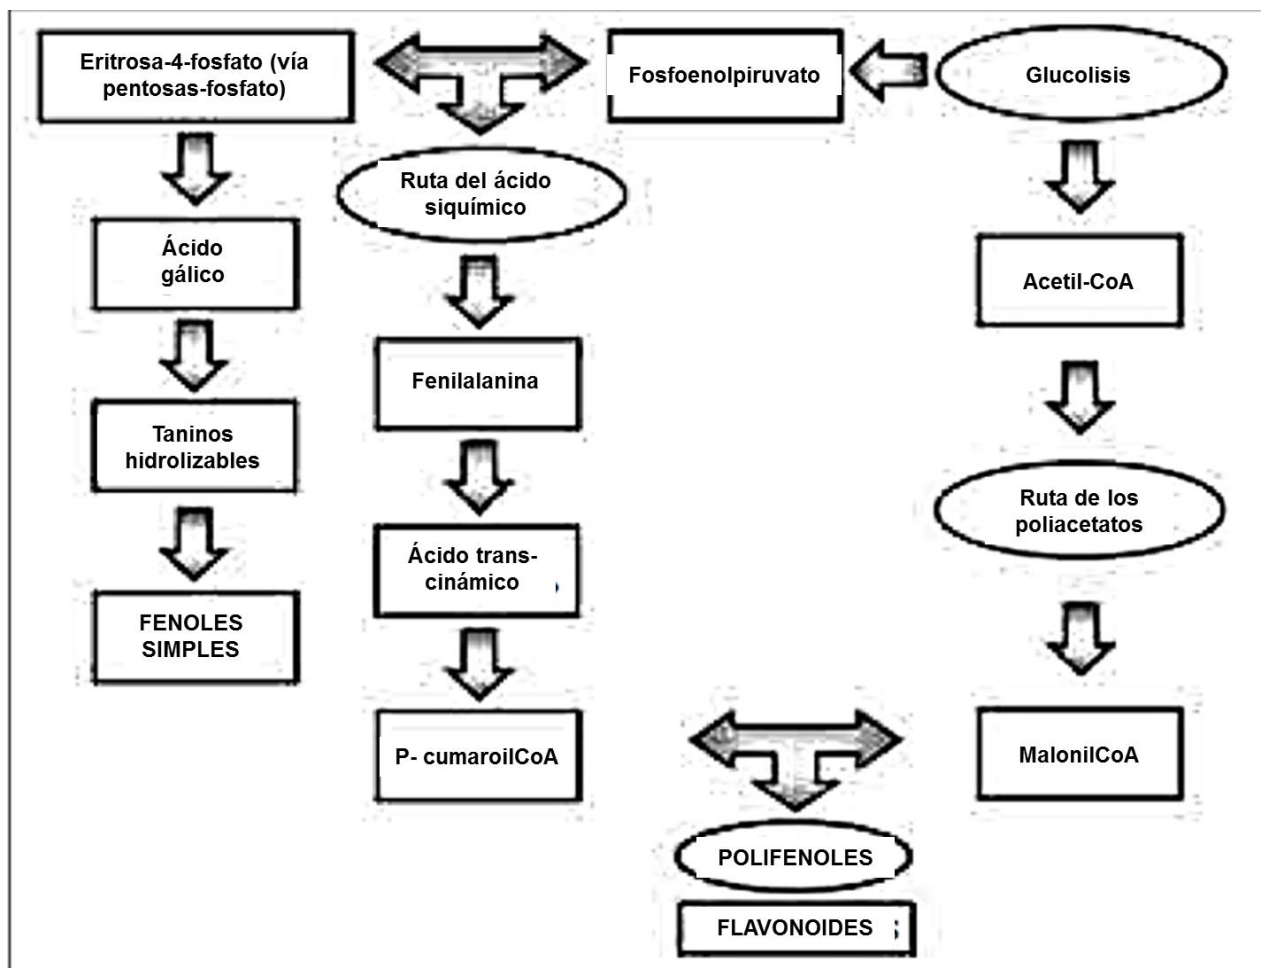 Eritrosa-4-fosfato (vía
pentosas-fosfato)
Fosfoenolpiruvato
Glucolisis
Ruta del ácido
siquímico
Ácido
gálico
Acetil-CoA
Fenilalanina
Taninos
hidrolizables
Ruta de los
poliacetatos
Ácido trans-
cinámico
FENOLES
SIMPLES
P- cumaroilCoA
MalonilCoA
POLIFENOLES
FLAVONOIDES